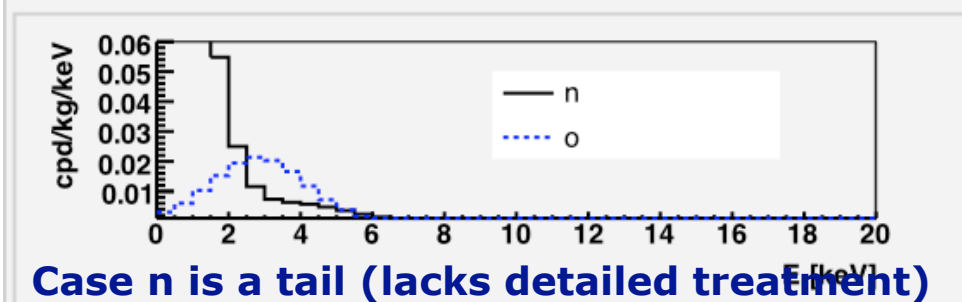 cpd/kg/keV
0.06
0.05
0.04
0.03
0.02
0.01
n
o
0 2 4 6 8 10 12 14 16 18 20
E [keV]
Case n is a tail (lacks detailed treatment)